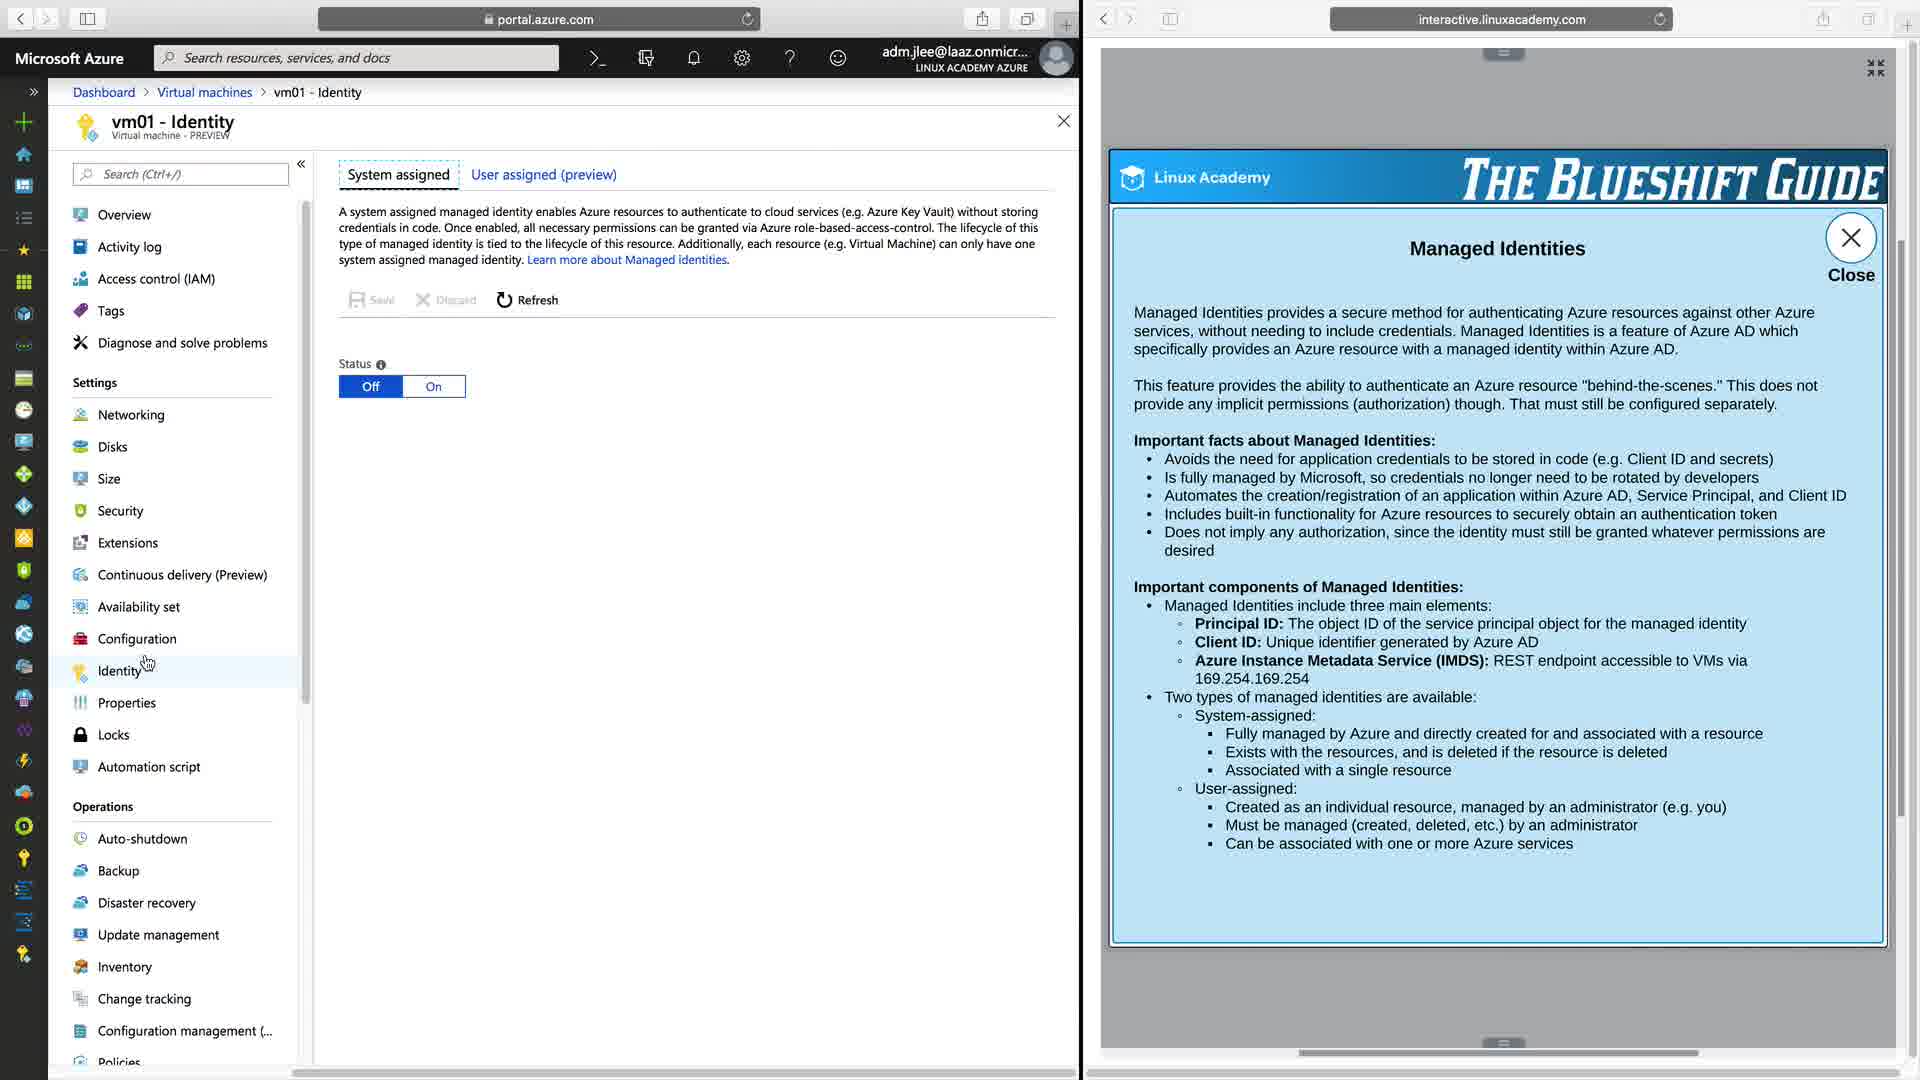 portal.azure.com
Microsoft Azure
Search resources, services, and docs
adm.jlee@laaz.onmicr...
LINUX ACADEMY AZURE
Dashboard > Virtual machines > vm01 - Identity
vm01 - Identity
Virtual machine - PREVIEW
Search (Ctrl+/)
Overview
Activity log
Access control (IAM)
Tags
Diagnose and solve problems
Settings
Networking
Disks
Size
Security
Extensions
Continuous delivery (Preview)
Availability set
Configuration
Identity
Properties
Locks
Automation script
Operations
Auto-shutdown
Backup
Disaster recovery
Update management
Inventory
Change tracking
Configuration management (...
Policies
System assigned User assigned (preview)
A system assigned managed identity enables Azure resources to authenticate to cloud services (e.g. Azure Key Vault) without storing
credentials in code. Once enabled, all necessary permissions can be granted via Azure role-based-access-control. The lifecycle of this
type of managed identity is tied to the lifecycle of this resource. Additionally, each resource (e.g. Virtual Machine) can only have one
system assigned managed identity. Learn more about Managed identities.
Save Discard Refresh
Status
Off On
interactive.linuxacademy.com
Linux Academy
THE BLUESHIFT GUIDE
Managed Identities
Close
Managed Identities provides a secure method for authenticating Azure resources against other Azure
services, without needing to include credentials. Managed Identities is a feature of Azure AD which
specifically provides an Azure resource with a managed identity within Azure AD.
This feature provides the ability to authenticate an Azure resource "behind-the-scenes." This does not
provide any implicit permissions (authorization) though. That must still be configured separately.
Important facts about Managed Identities:
• Avoids the need for application credentials to be stored in code (e.g. Client ID and secrets)
• Is fully managed by Microsoft, so credentials no longer need to be rotated by developers
• Automates the creation/registration of an application within Azure AD, Service Principal, and Client ID
• Includes built-in functionality for Azure resources to securely obtain an authentication token
• Does not imply any authorization, since the identity must still be granted whatever permissions are
desired
Important components of Managed Identities:
• Managed Identities include three main elements:
◦ Principal ID: The object ID of the service principal object for the managed identity
◦ Client ID: Unique identifier generated by Azure AD
◦ Azure Instance Metadata Service (IMDS): REST endpoint accessible to VMs via
169.254.169.254
• Two types of managed identities are available:
◦ System-assigned:
▪ Fully managed by Azure and directly created for and associated with a resource
▪ Exists with the resources, and is deleted if the resource is deleted
▪ Associated with a single resource
◦ User-assigned:
▪ Created as an individual resource, managed by an administrator (e.g. you)
▪ Must be managed (created, deleted, etc.) by an administrator
▪ Can be associated with one or more Azure services